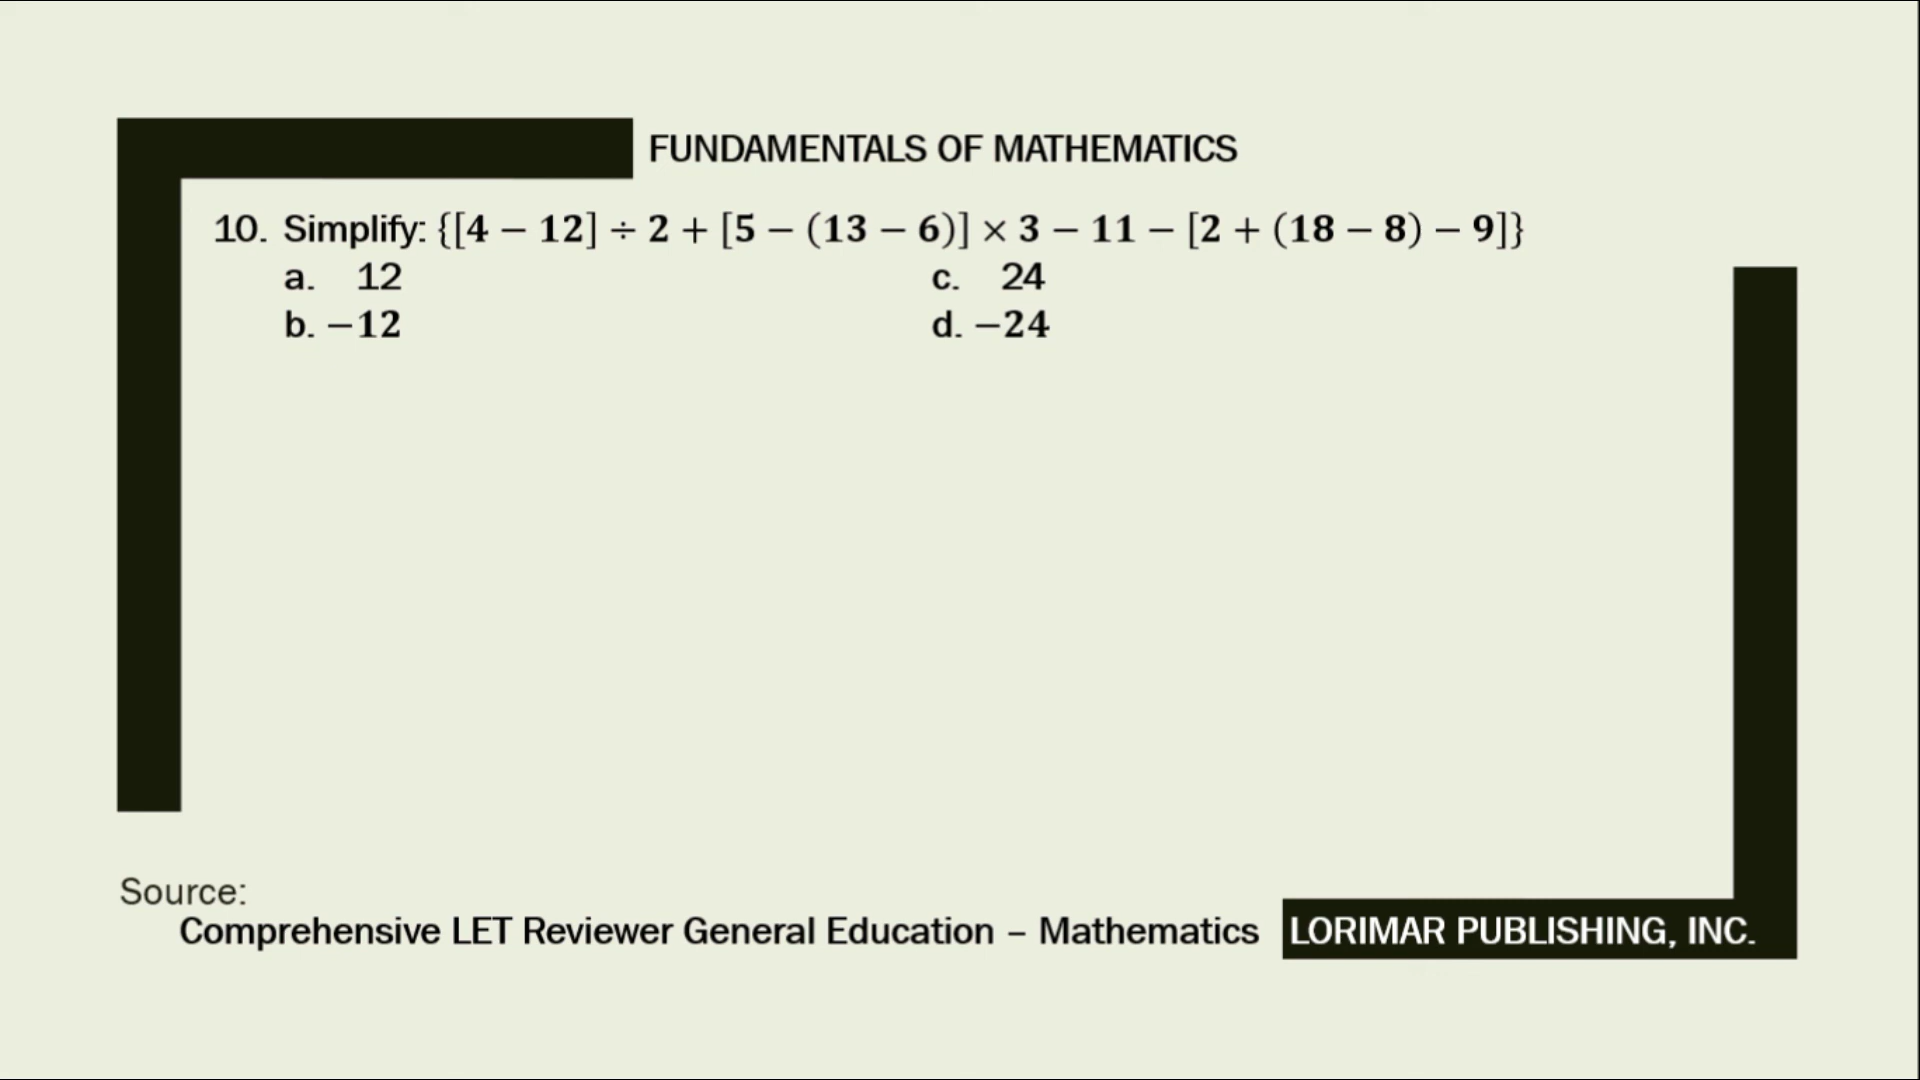 FUNDAMENTALS OF MATHEMATICS
10. Simplify: {[4 − 12] ÷ 2 + [5 − (13 − 6)] × 3 − 11 − [2 + (18 − 8) − 9]}
a. 12 c. 24
b. −12 d. −24
Source:
Comprehensive LET Reviewer General Education – Mathematics LORIMAR PUBLISHING, INC.